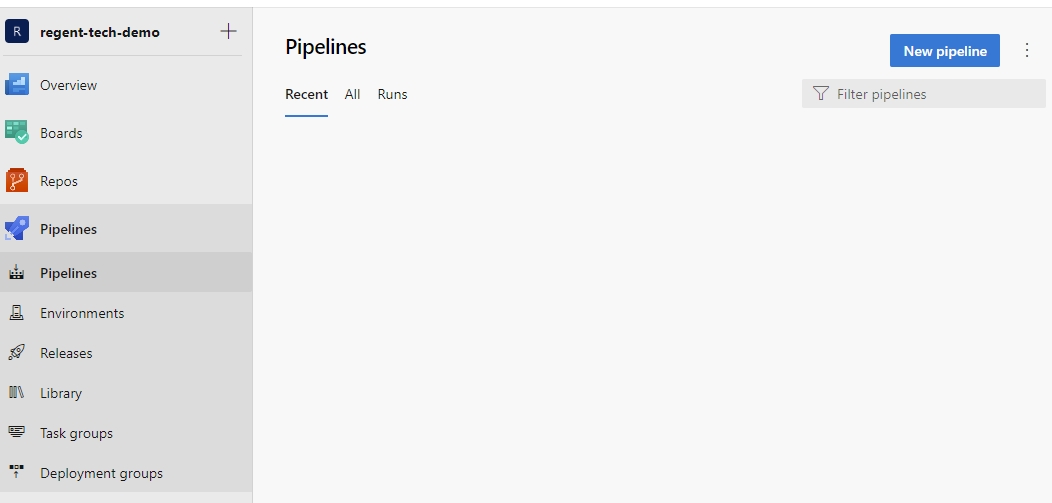 R regent-tech-demo
Overview
Boards
Repos
Pipelines
Pipelines
Environments
Releases
Library
Task groups
Deployment groups
Pipelines
New pipeline
Recent All Runs
Filter pipelines